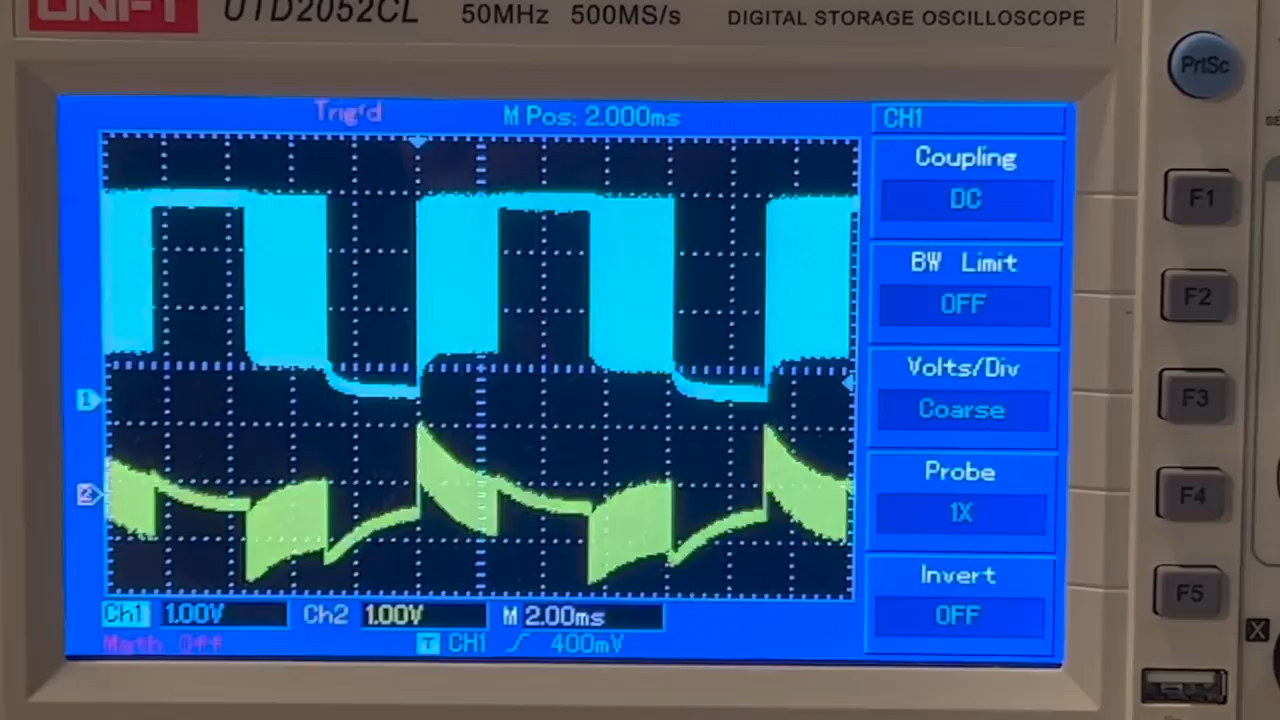 UNI-T UTD2052CL 50MHz 500MS/s DIGITAL STORAGE OSCILLOSCOPE
PrtSc
Trig'd M Pos: 2.000ms CH1
Coupling
DC
F1
BW Limit
OFF
F2
Volts/Div
Coarse
F3
1
Probe
1X
F4
2
Invert
OFF
F5
Ch1 1.00V Ch2 1.00V M 2.00ms
Math Off T CH1 400mV
X